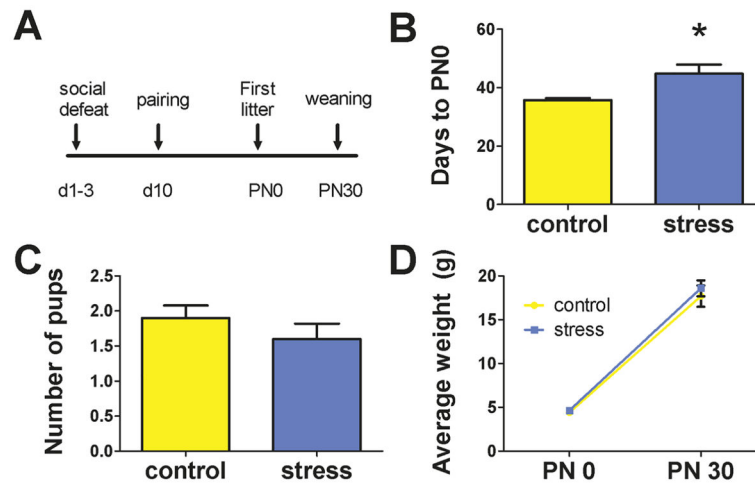 A
social
defeat
pairing
First
litter
weaning
d1-3
d10
PN0
PN30
B
*
Days to PN0
60
40
20
0
control
stress
C
Number of pups
2.5
2.0
1.5
1.0
0.5
0.0
control
stress
D
Average weight (g)
20
15
10
5
0
control
stress
PN 0
PN 30